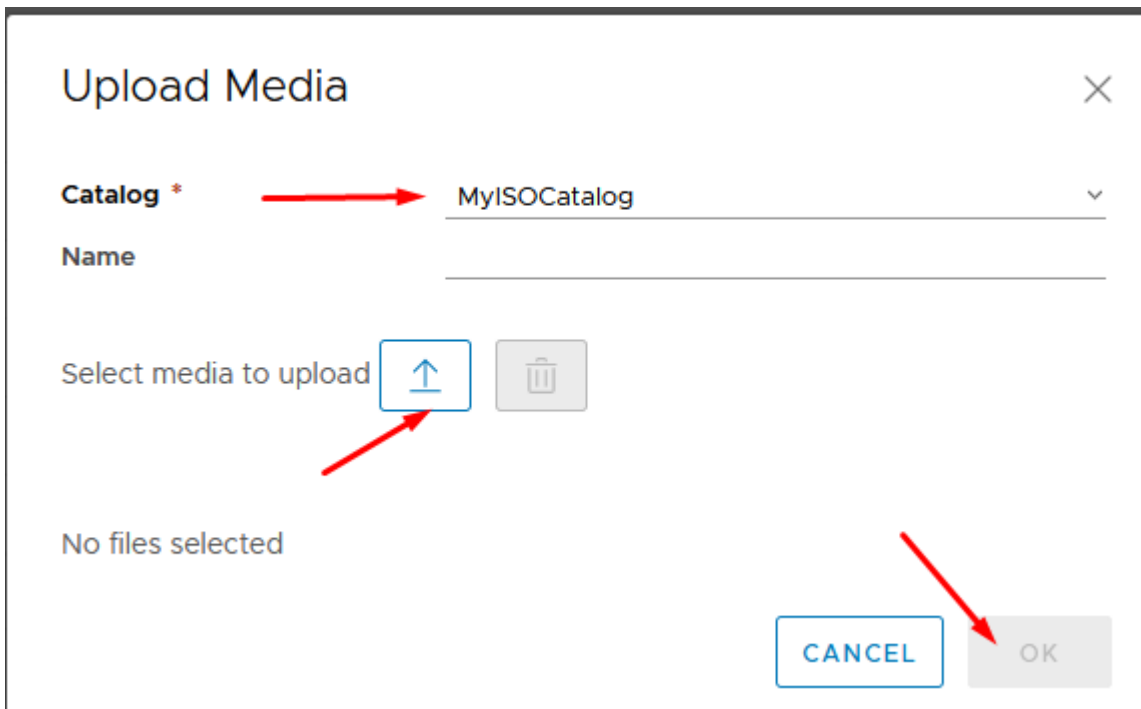 Upload Media
Catalog * MyISOCatalog
Name
Select media to upload
No files selected
CANCEL OK